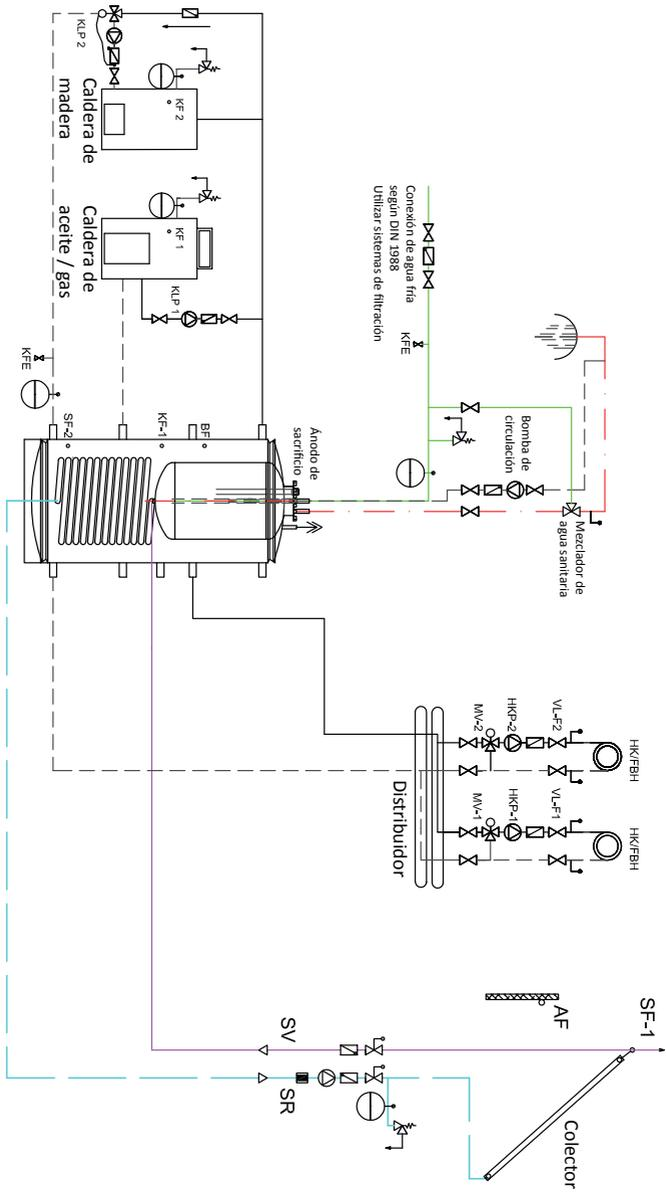 SF-1
Colector
AF
SV
SR
HK/FBH
HK/FBH
VL-F2
VL-F1
HKP-2
HKP-1
MV-2
MV-1
Distribuidor
Mezclador de
agua sanitaria
Bomba de
circulación
Conexión de agua fría
según DIN 1988
Utilizar sistemas de filtración
KFE
Ánodo de
sacrificio
BF
KF-1
SF-2
KLP 2
KF 2
Caldera de
madera
KF 1
Caldera de
aceite / gas
KLP 1
KFE